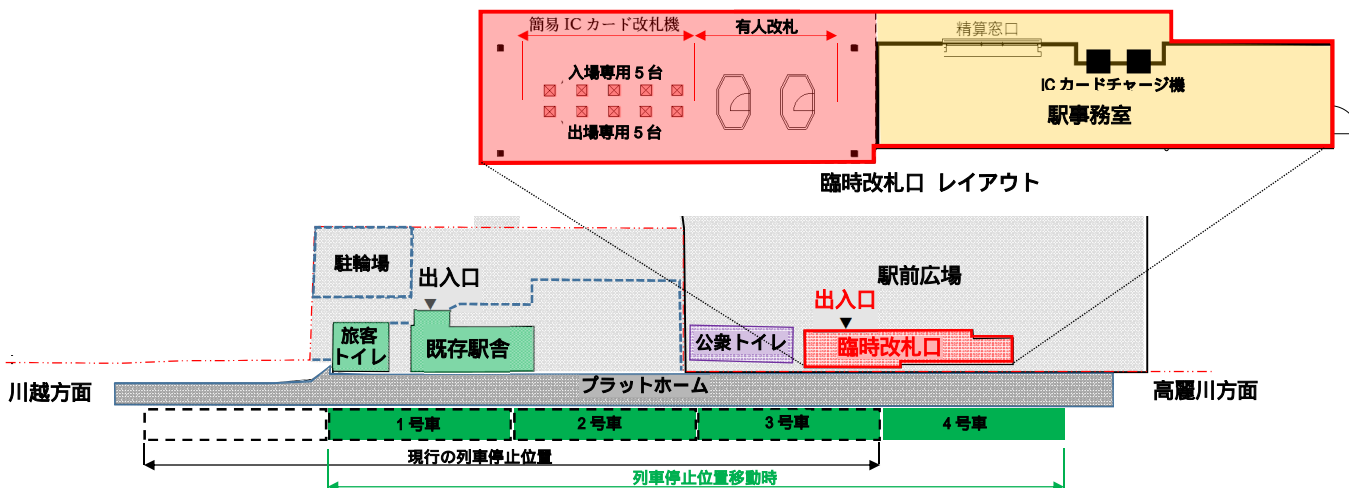 簡易 IC カード改札機
有人改札
精算窓口
入場専用 5 台
出場専用 5 台
IC カードチャージ機
駅事務室
臨時改札口 レイアウト
駐輪場
出入口
駅前広場
出入口
旅客
トイレ
既存駅舎
公衆トイレ
臨時改札口
川越方面
プラットホーム
高麗川方面
1 号車
2 号車
3 号車
4 号車
現行の列車停止位置
列車停止位置移動時